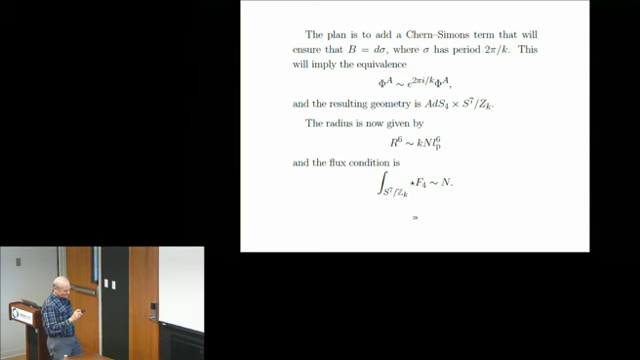 The plan is to add a Chern–Simons term that will
ensure that B = dσ, where σ has period 2π/k. This
will imply the equivalence
Φ^A ∼ e^{2πi/k}Φ^A,
and the resulting geometry is AdS_4 × S^7/Z_k.
The radius is now given by
R^6 ∼ kNl_p^6
and the flux condition is
∫_{S^7/Z_k} ⋆F_4 ∼ N.